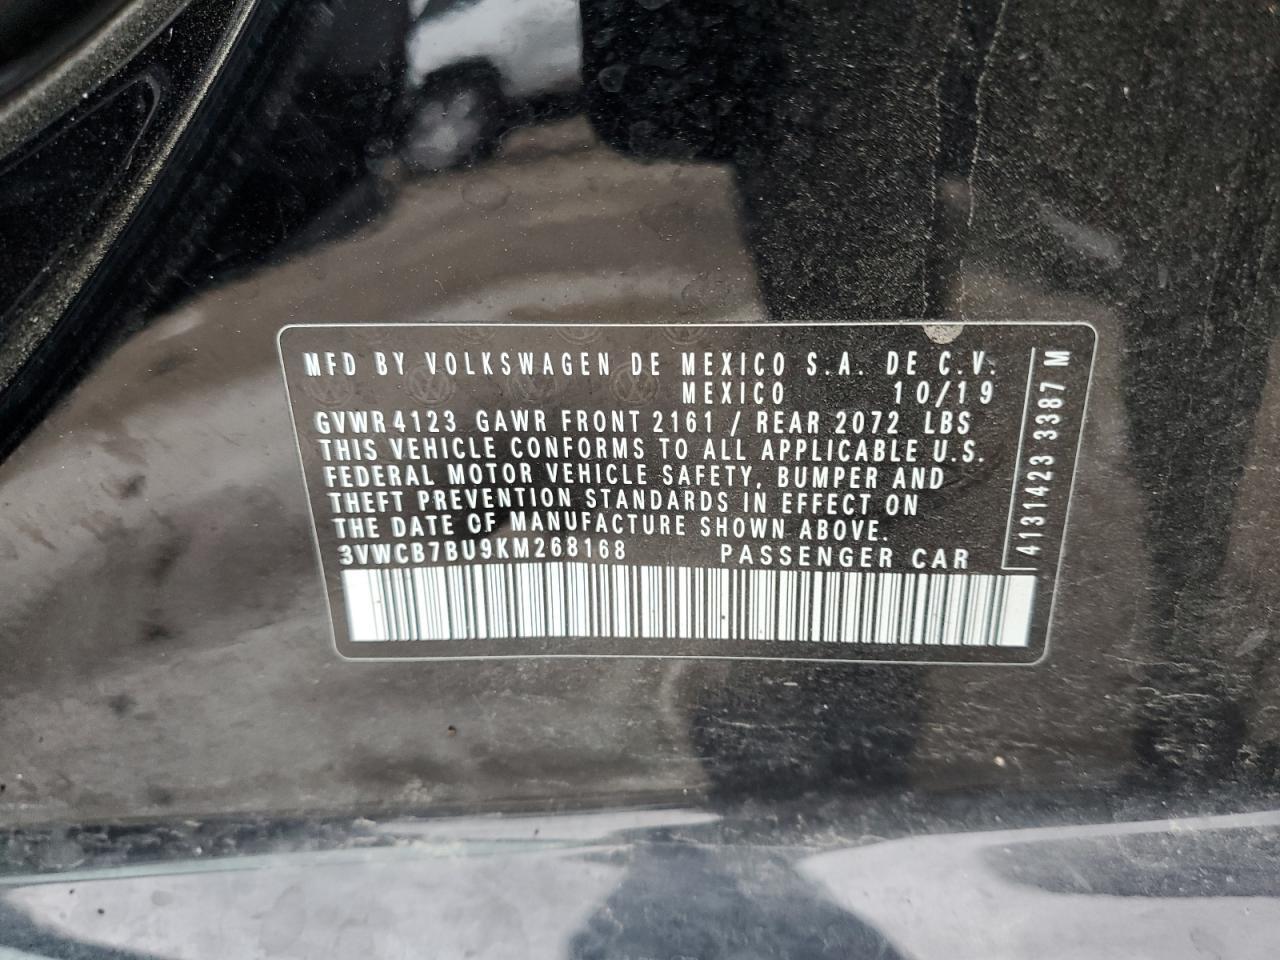 MFD BY VOLKSWAGEN DE MEXICO S.A. DE C.V.
MEXICO 10/19
GVWR 4123 GAWR FRONT 2161 / REAR 2072 LBS
THIS VEHICLE CONFORMS TO ALL APPLICABLE U.S.
FEDERAL MOTOR VEHICLE SAFETY, BUMPER AND
THEFT PREVENTION STANDARDS IN EFFECT ON
THE DATE OF MANUFACTURE SHOWN ABOVE.
3VWCB7BU9KM268168 PASSENGER CAR
4131423 3387 M